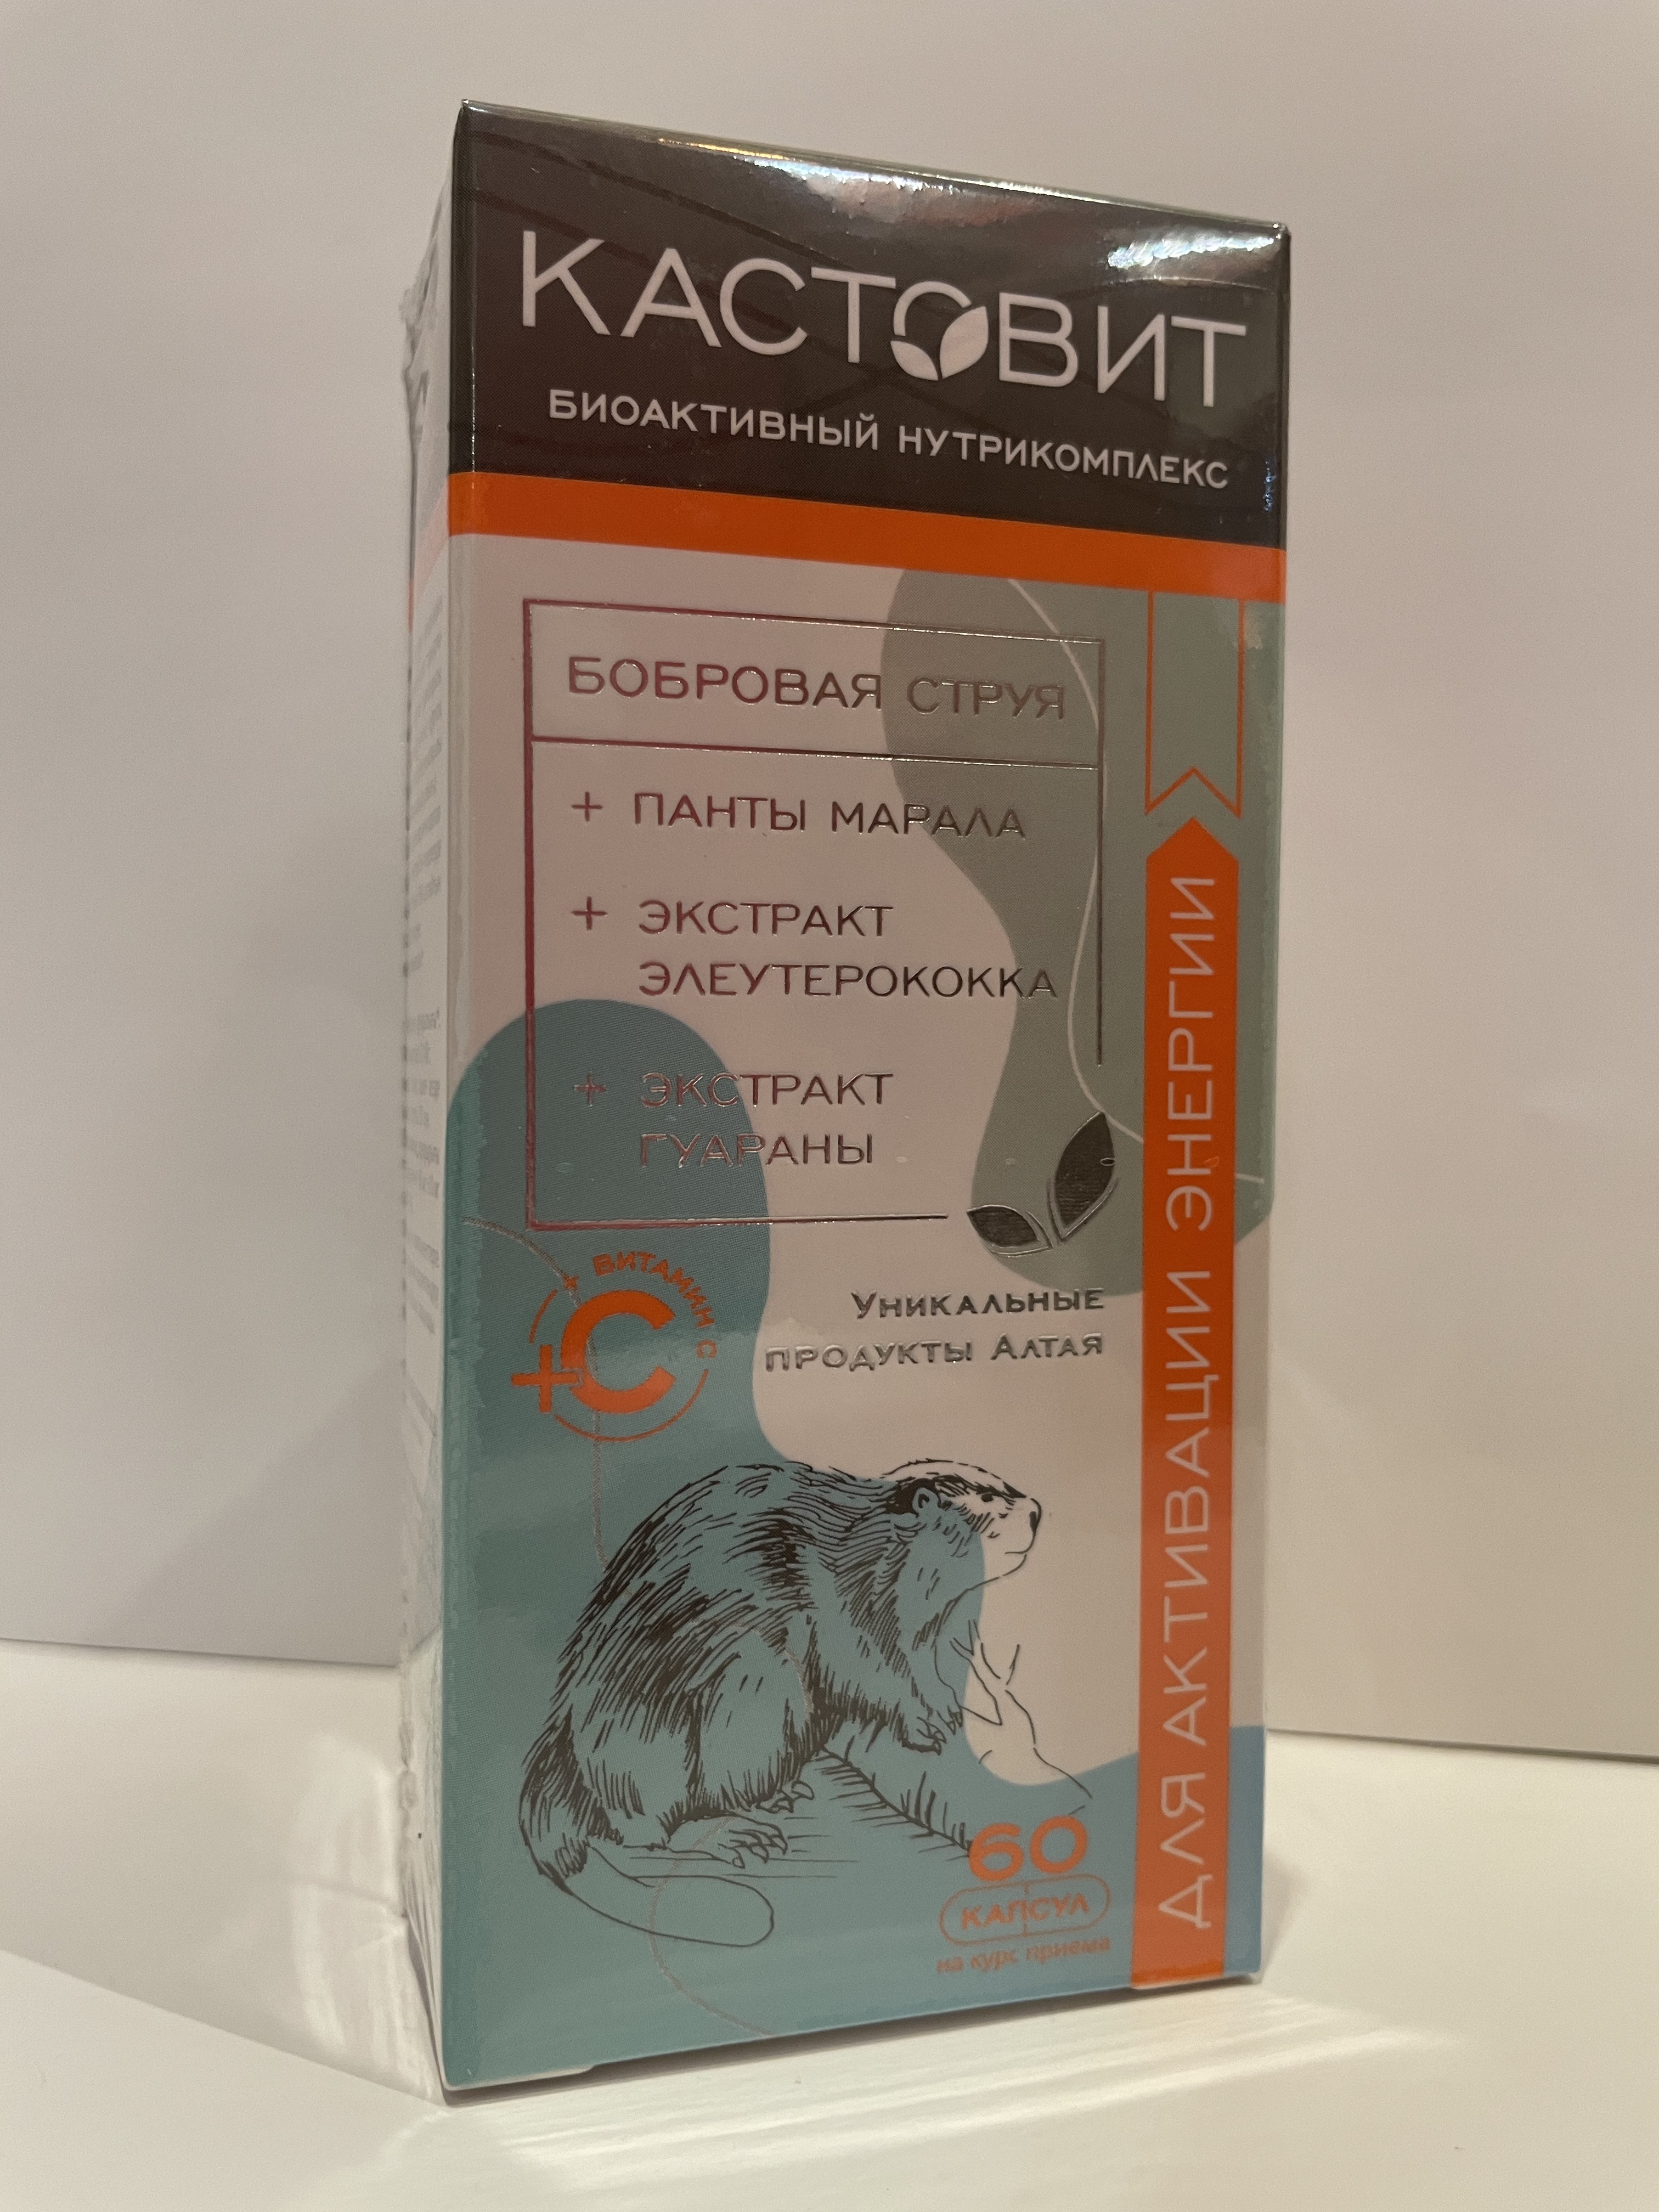 КАСТОВИТ
БИОАКТИВНЫЙ НУТРИКОМПЛЕКС
БОБРОВАЯ СТРУЯ
+ ПАНТЫ МАРАЛА
+ ЭКСТРАКТ
ЭЛЕУТЕРОКОККА
+ ЭКСТРАКТ
ГУАРАНЫ
+ ВИТАМИН С
+С
УНИКАЛЬНЫЕ
ПРОДУКТЫ АЛТАЯ
60
КАПСУЛ
на курс приема
ДЛЯ АКТИВАЦИИ ЭНЕРГИИ